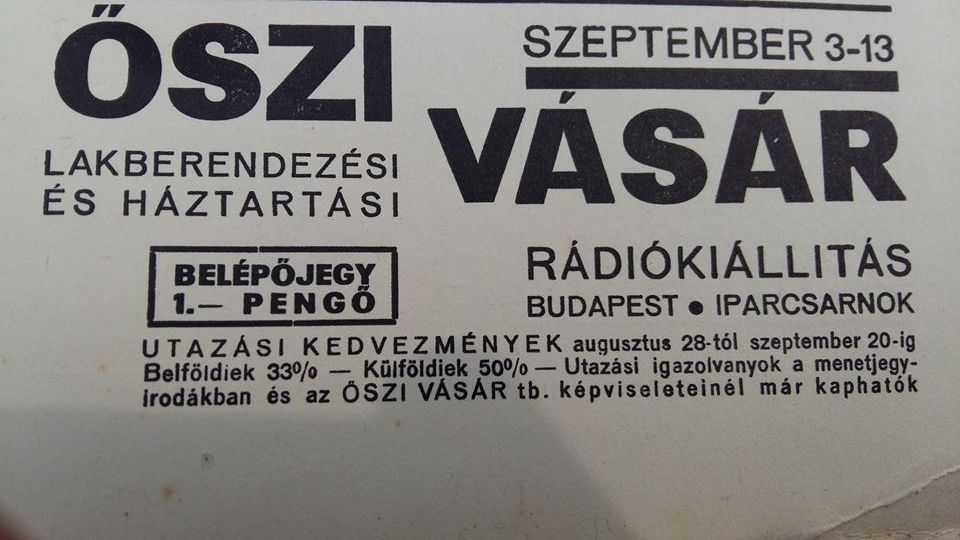 ŐSZI
SZEPTEMBER 3-13
VÁSÁR
LAKBERENDEZÉSI
ÉS HÁZTARTÁSI
BELÉPŐJEGY
1.— PENGŐ
RÁDIÓKIÁLLITÁS
BUDAPEST • IPARCSARNOK
UTAZÁSI KEDVEZMÉNYEK augusztus 28-tól szeptember 20-ig
Belföldiek 33% — Külföldiek 50% — Utazási igazolvanyok a menetjegy-
irodákban és az ŐSZI VÁSÁR tb. képviseleteinél már kaphatók